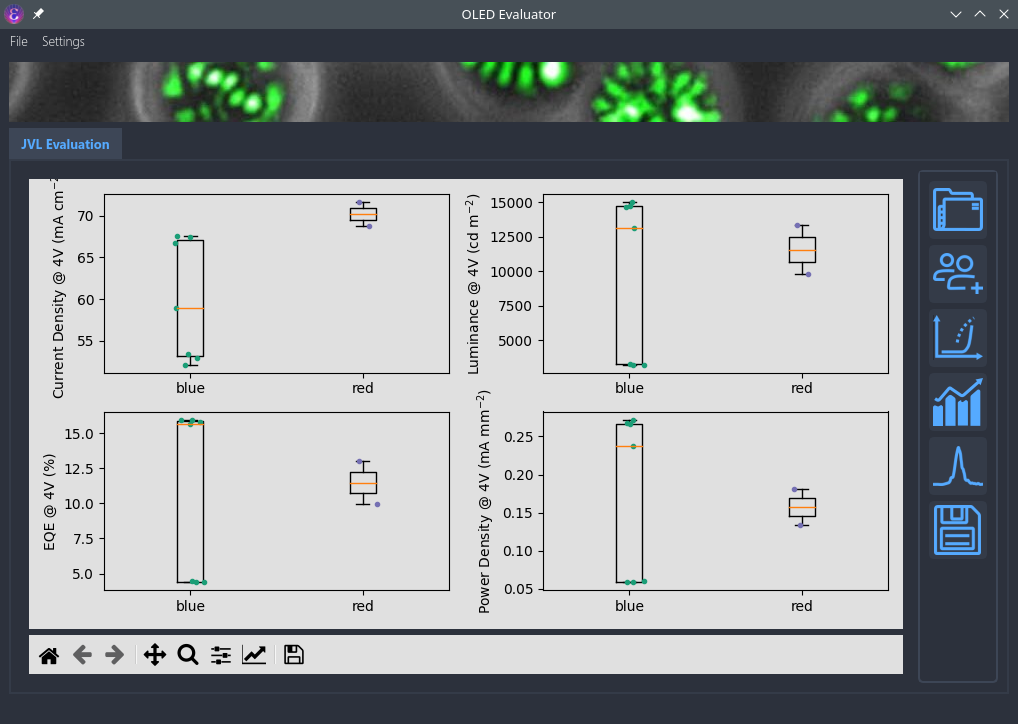 OLED Evaluator
File Settings
JVL Evaluation
Current Density @ 4V (mA cm⁻²)
70
65
60
55
blue red
Luminance @ 4V (cd m⁻²)
15000
12500
10000
7500
5000
blue red
EQE @ 4V (%)
15.0
12.5
10.0
7.5
5.0
blue red
Power Density @ 4V (mA mm⁻²)
0.25
0.20
0.15
0.10
0.05
blue red